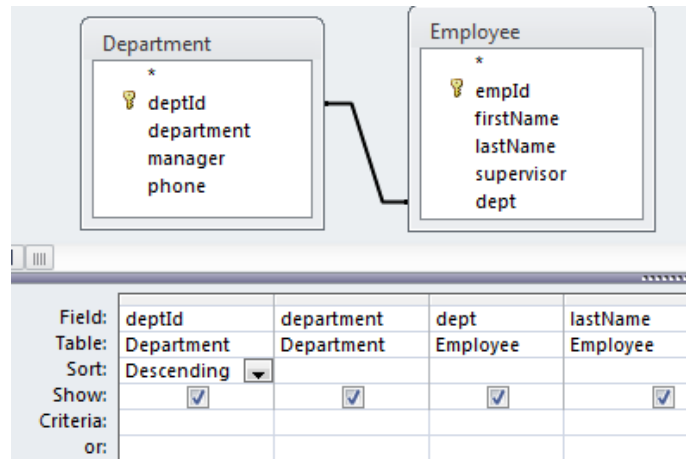 Department
*
deptId
department
manager
phone
Employee
*
empId
firstName
lastName
supervisor
dept
Field: deptId department dept lastName
Table: Department Department Employee Employee
Sort: Descending
Show:
Criteria:
or: